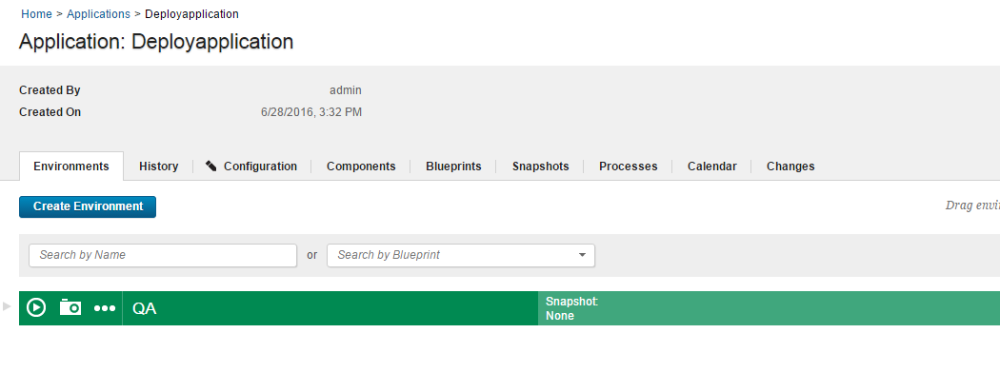 Home > Applications > Deployapplication
Application: Deployapplication
Created By admin
Created On 6/28/2016, 3:32 PM
Environments History Configuration Components Blueprints Snapshots Processes Calendar Changes
Create Environment Drag
Search by Name or Search by Blueprint
QA Snapshot:
None